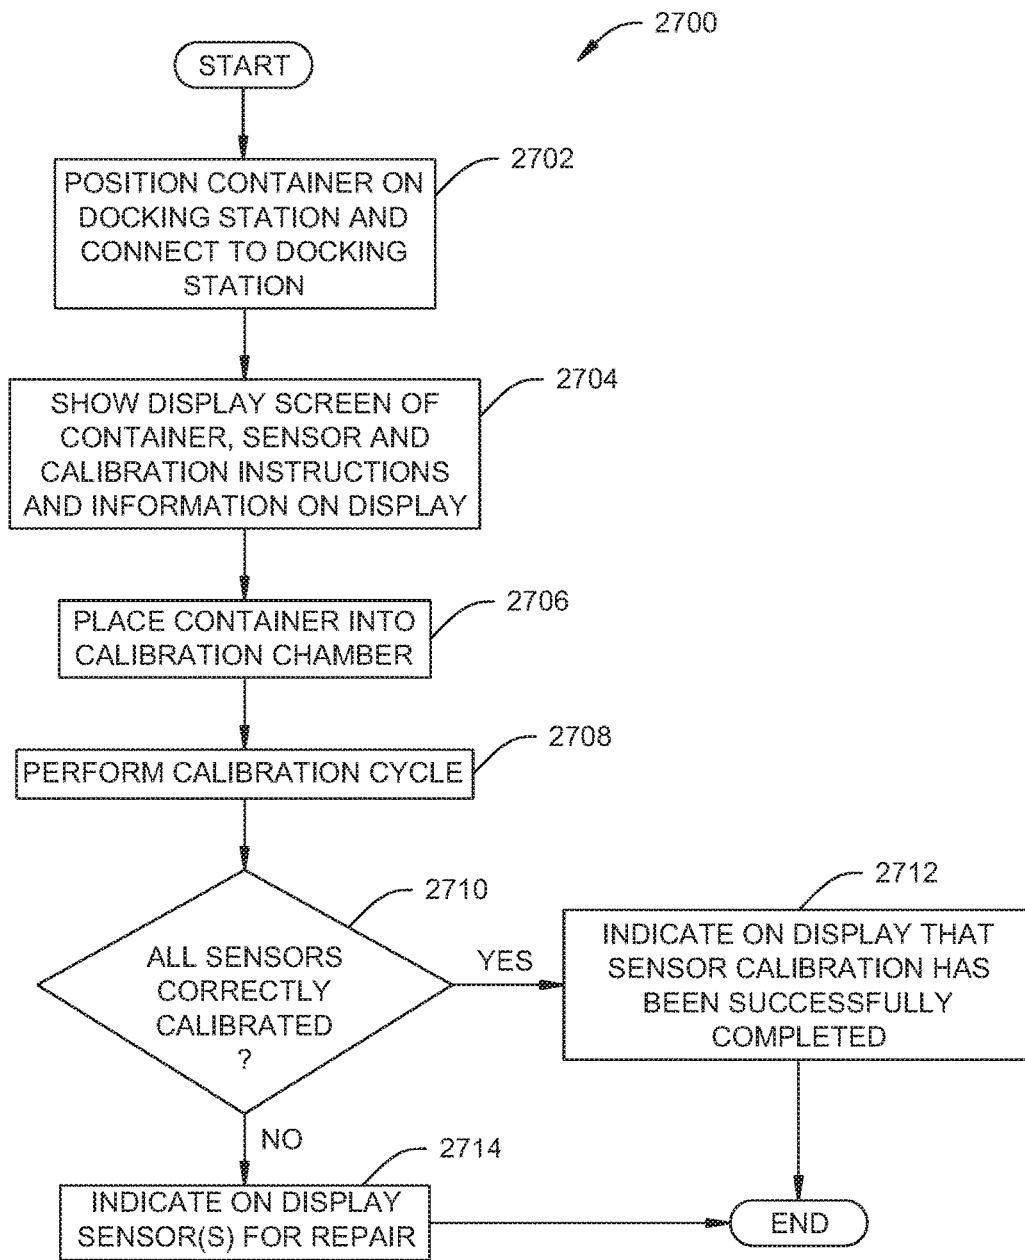 2700
START
2702
POSITION CONTAINER ON
DOCKING STATION AND
CONNECT TO DOCKING
STATION
2704
SHOW DISPLAY SCREEN OF
CONTAINER, SENSOR AND
CALIBRATION INSTRUCTIONS
AND INFORMATION ON DISPLAY
2706
PLACE CONTAINER INTO
CALIBRATION CHAMBER
2708
PERFORM CALIBRATION CYCLE
2710
ALL SENSORS
CORRECTLY
CALIBRATED
?
YES
2712
INDICATE ON DISPLAY THAT
SENSOR CALIBRATION HAS
BEEN SUCCESSFULLY
COMPLETED
NO
2714
INDICATE ON DISPLAY
SENSOR(S) FOR REPAIR
END